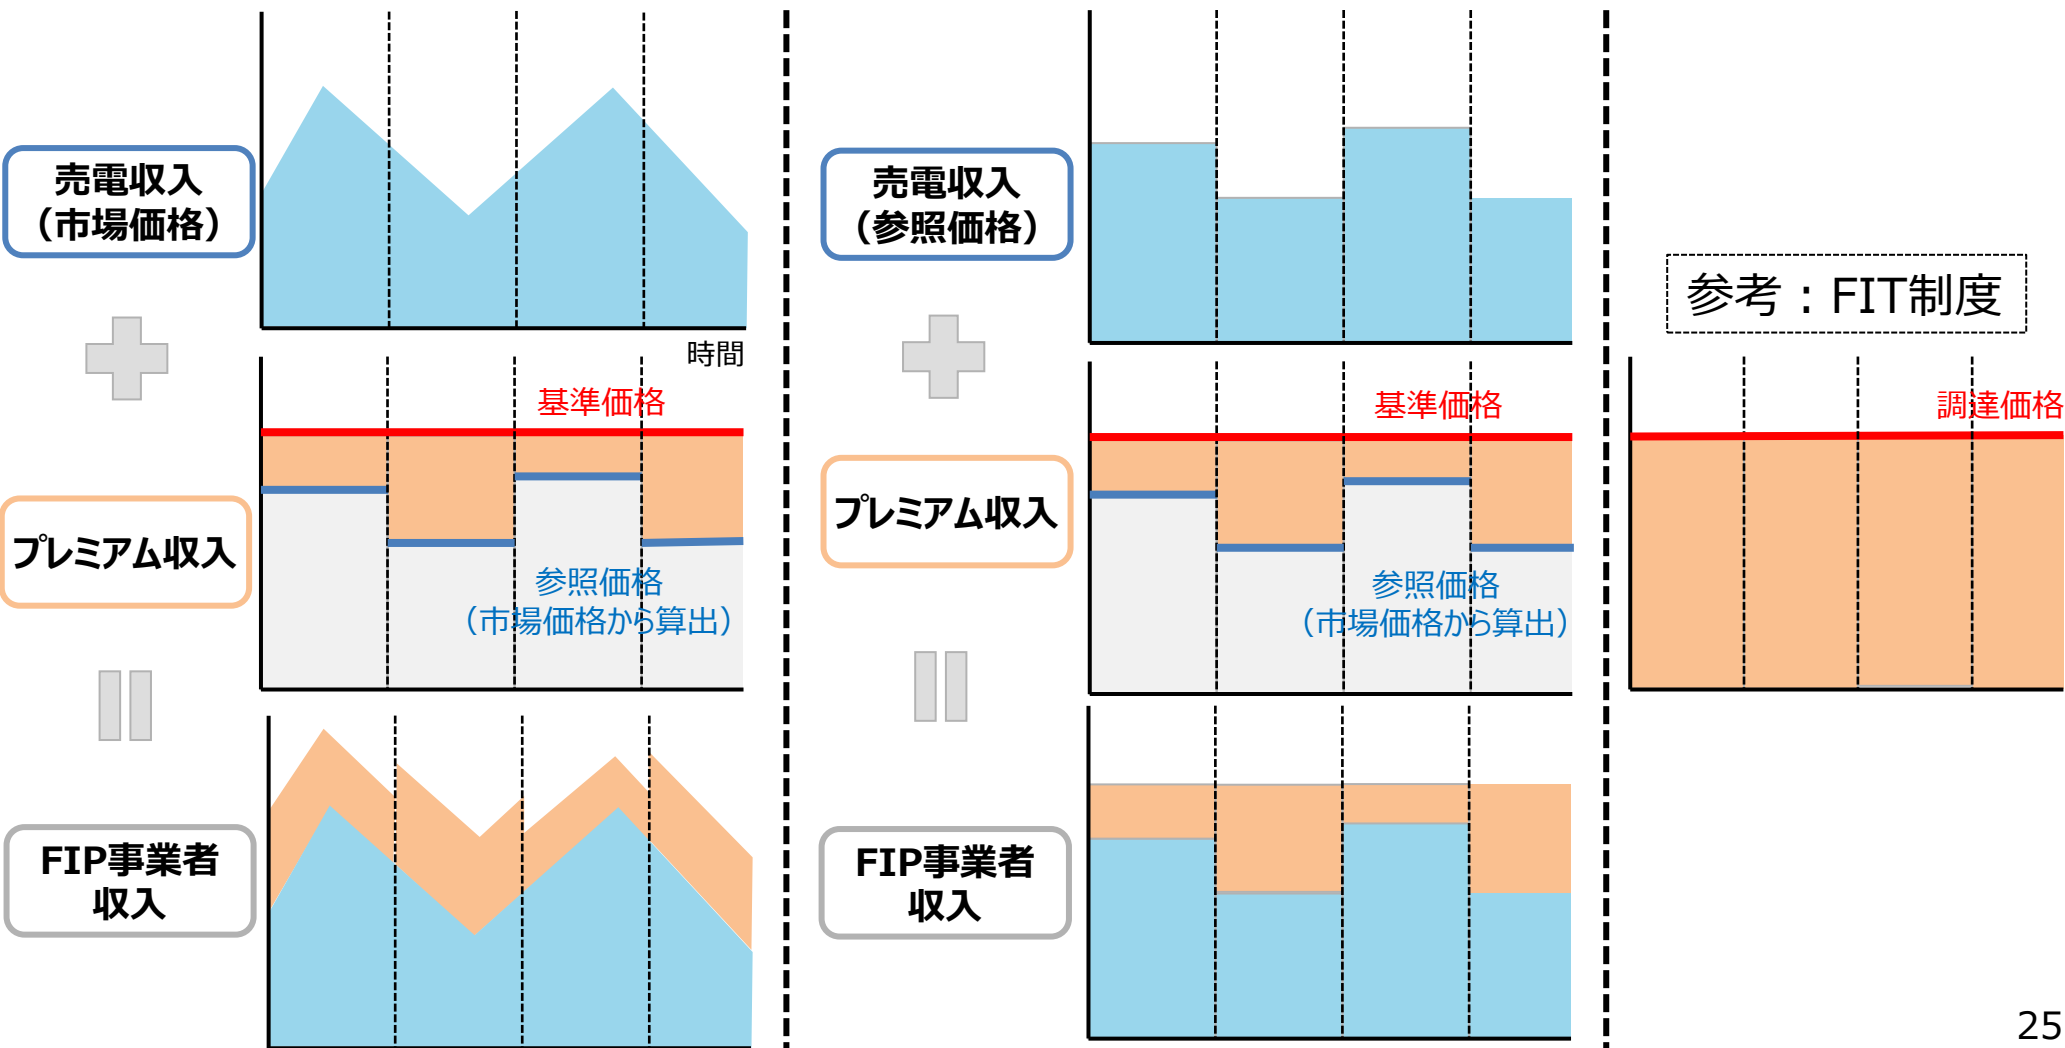 売電収入
（市場価格）
時間
基準価格
プレミアム収入
参照価格
（市場価格から算出）
FIP事業者
収入
売電収入
（参照価格）
基準価格
プレミアム収入
参照価格
（市場価格から算出）
FIP事業者
収入
参考：FIT制度
調達価格
25